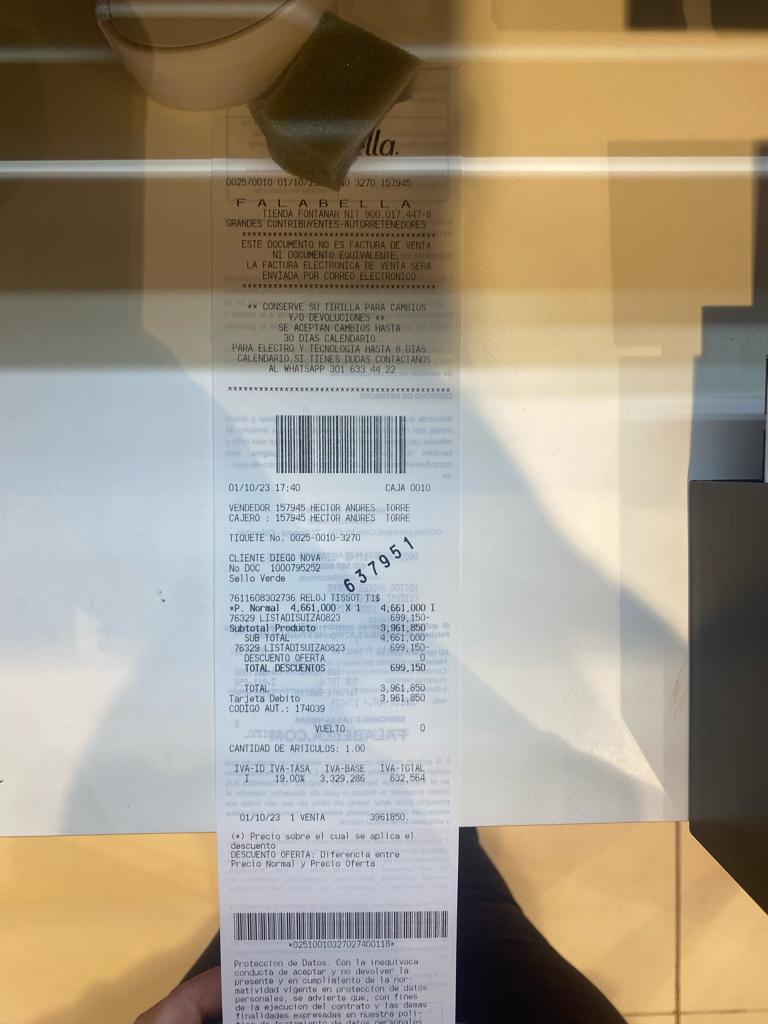 lla.
0025/0010 01/10/23 3270 157945
FALABELLA
TIENDA FONTANAR NIT 900.017.447-8
GRANDES CONTRIBUYENTES-AUTORRETENEDORES
****************************************
ESTE DOCUMENTO NO ES FACTURA DE VENTA
NI DOCUMENTO EQUIVALENTE,
LA FACTURA ELECTRONICA DE VENTA SERA
ENVIADA POR CORREO ELECTRONICO
****************************************
** CONSERVE SU TIRILLA PARA CAMBIOS
Y/O DEVOLUCIONES **
SE ACEPTAN CAMBIOS HASTA
30 DIAS CALENDARIO.
PARA ELECTRO Y TECNOLOGIA HASTA 8 DIAS
CALENDARIO.SI TIENES DUDAS CONTACTANOS
AL WHATSAPP 301 633 44 22
****************************************
01/10/23 17:40 CAJA 0010
VENDEDOR 157945 HECTOR ANDRES TORRE
CAJERO : 157945 HECTOR ANDRES TORRE
TIQUETE No. 0025-0010-3270
CLIENTE DIEGO NOVA
No DOC 1000795252
Sello Verde
637951
7611608302736 RELOJ TISSOT T1$
*P. Normal 4,661,000 X 1 4,661,000 I
76329 LISTADISUIZA0823 699,150-
Subtotal Producto 3,961,850
SUB TOTAL 4,661,000
76329 LISTADISUIZA0823 699,150-
DESCUENTO OFERTA 0
TOTAL DESCUENTOS 699,150
TOTAL 3,961,850
Tarjeta Debito 3,961,850
CODIGO AUT.: 174039
VUELTO 0
CANTIDAD DE ARTICULOS: 1.00
IVA-ID IVA-TASA IVA-BASE IVA-TOTAL
I 19.00% 3,329,286 632,564
01/10/23 1 VENTA 3961850
(*) Precio sobre el cual se aplica el
descuento
DESCUENTO OFERTA: Diferencia entre
Precio Normal y Precio Oferta
*02510010327027400118*
Proteccion de Datos. Con la inequivoca
conducta de aceptar y no devolver la
presente y en cumplimiento de la nor-
matividad vigente en proteccion de datos
personales, se advierte que, con fines
de la ejecucion del contrato y las demas
finalidades expresadas en nuestra poli-
tica de tratamiento de datos personales